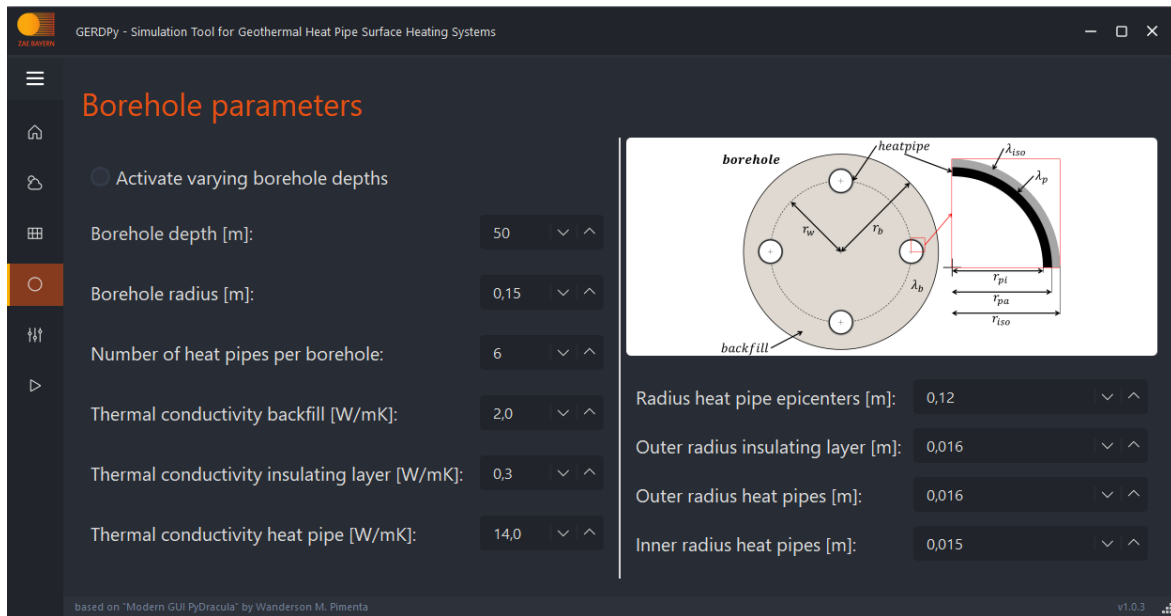 ZAE BAYERN
GERDPy - Simulation Tool for Geothermal Heat Pipe Surface Heating Systems
Borehole parameters
Activate varying borehole depths
Borehole depth [m]: 50
Borehole radius [m]: 0,15
Number of heat pipes per borehole: 6
Thermal conductivity backfill [W/mK]: 2,0
Thermal conductivity insulating layer [W/mK]: 0,3
Thermal conductivity heat pipe [W/mK]: 14,0
borehole
heatpipe
λiso
λp
rw
rb
λb
rpi
rpa
riso
backfill
Radius heat pipe epicenters [m]: 0,12
Outer radius insulating layer [m]: 0,016
Outer radius heat pipes [m]: 0,016
Inner radius heat pipes [m]: 0,015
based on "Modern GUI PyDracula" by Wanderson M. Pimenta
v1.0.3